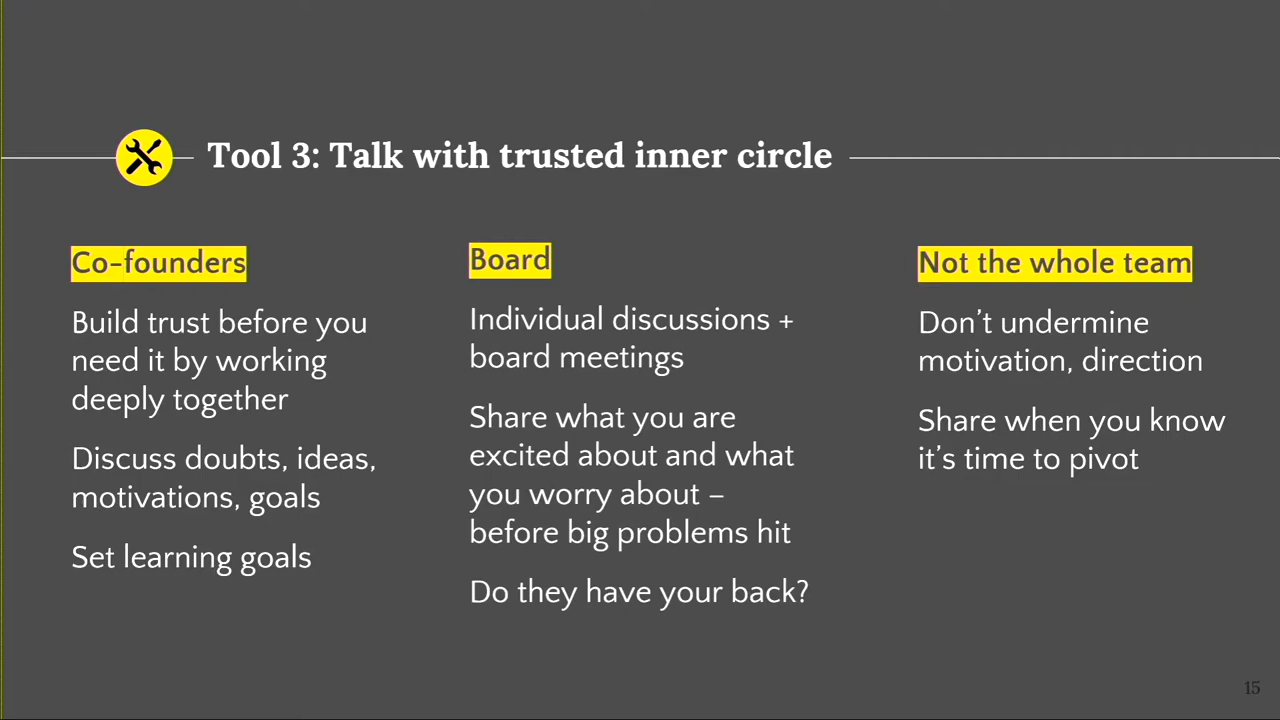 Tool 3: Talk with trusted inner circle
Co-founders
Build trust before you
need it by working
deeply together
Discuss doubts, ideas,
motivations, goals
Set learning goals
Board
Individual discussions +
board meetings
Share what you are
excited about and what
you worry about –
before big problems hit
Do they have your back?
Not the whole team
Don’t undermine
motivation, direction
Share when you know
it’s time to pivot
15